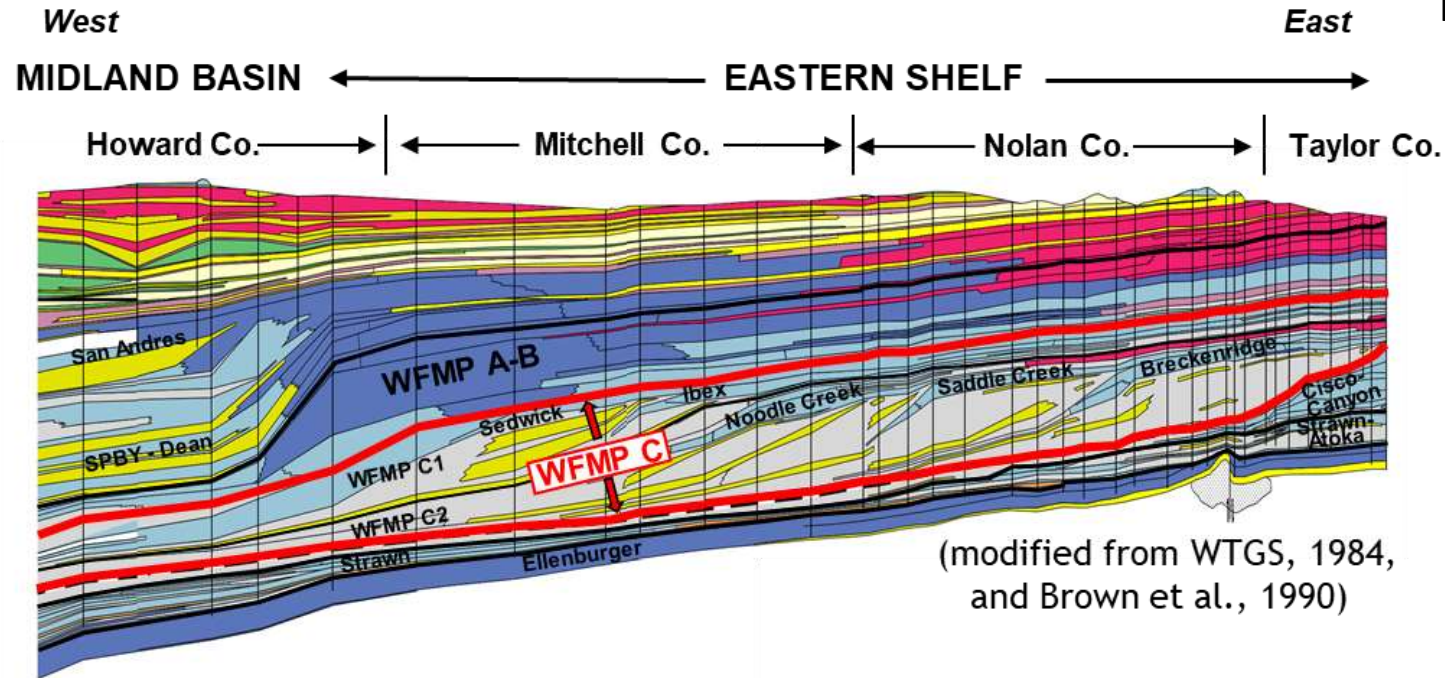 West
East
MIDLAND BASIN
EASTERN SHELF
Howard Co.
Mitchell Co.
Nolan Co.
Taylor Co.
San Andres
WFMP A-B
SPBY - Dean
Sedwick
Ibex
Noodle Creek
Saddle Creek
Breckenridge
Cisco-
Canyon
Strawn-
Atoka
WFMP C1
WFMP C
WFMP C2
Strawn
Ellenburger
(modified from WTGS, 1984,
and Brown et al., 1990)